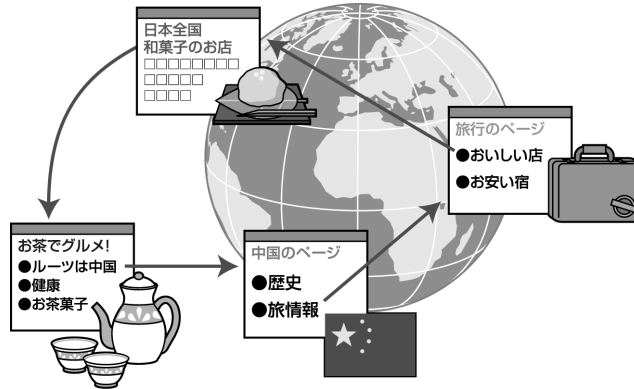 日本全国
和菓子のお店
□□□□□□□□
□□□□□
□□□□
旅行のページ
●おいしい店
●お安い宿
お茶でグルメ!
●ルーツは中国
●健康
●お茶菓子
中国のページ
●歴史
●旅情報